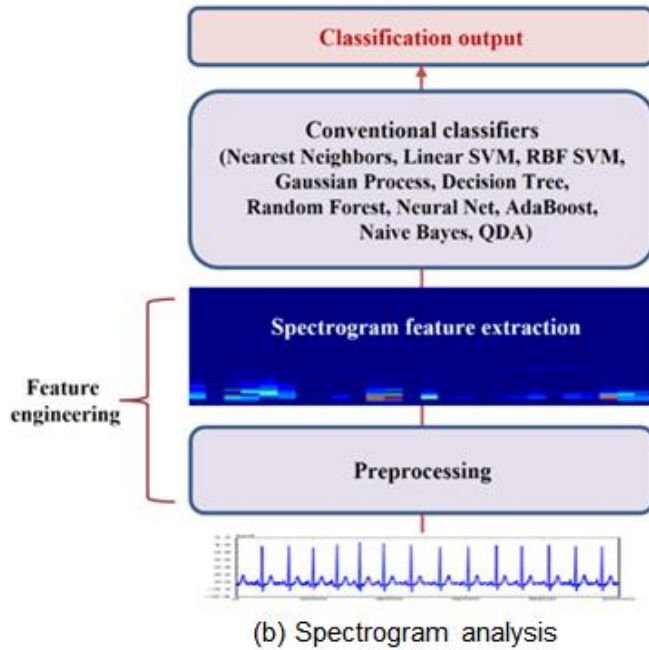 Classification output
Conventional classifiers
(Nearest Neighbors, Linear SVM, RBF SVM,
Gaussian Process, Decision Tree,
Random Forest, Neural Net, AdaBoost,
Naive Bayes, QDA)
Spectrogram feature extraction
Feature
engineering
Preprocessing
(b) Spectrogram analysis